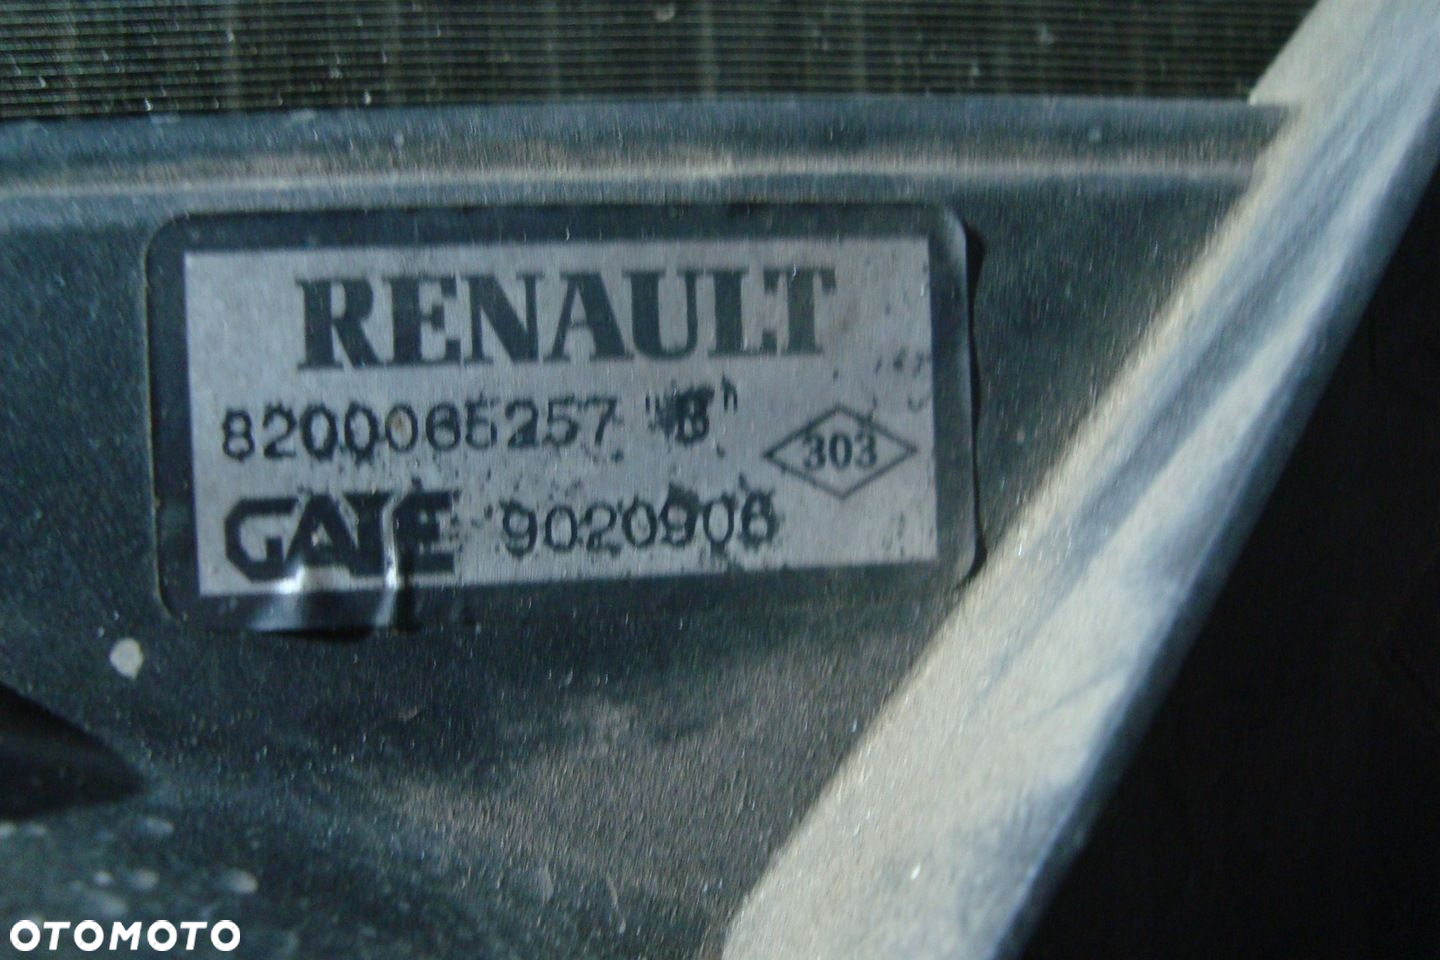 RENAULT
8200065257 "B"
303
GATE 9020906
OTOMOTO